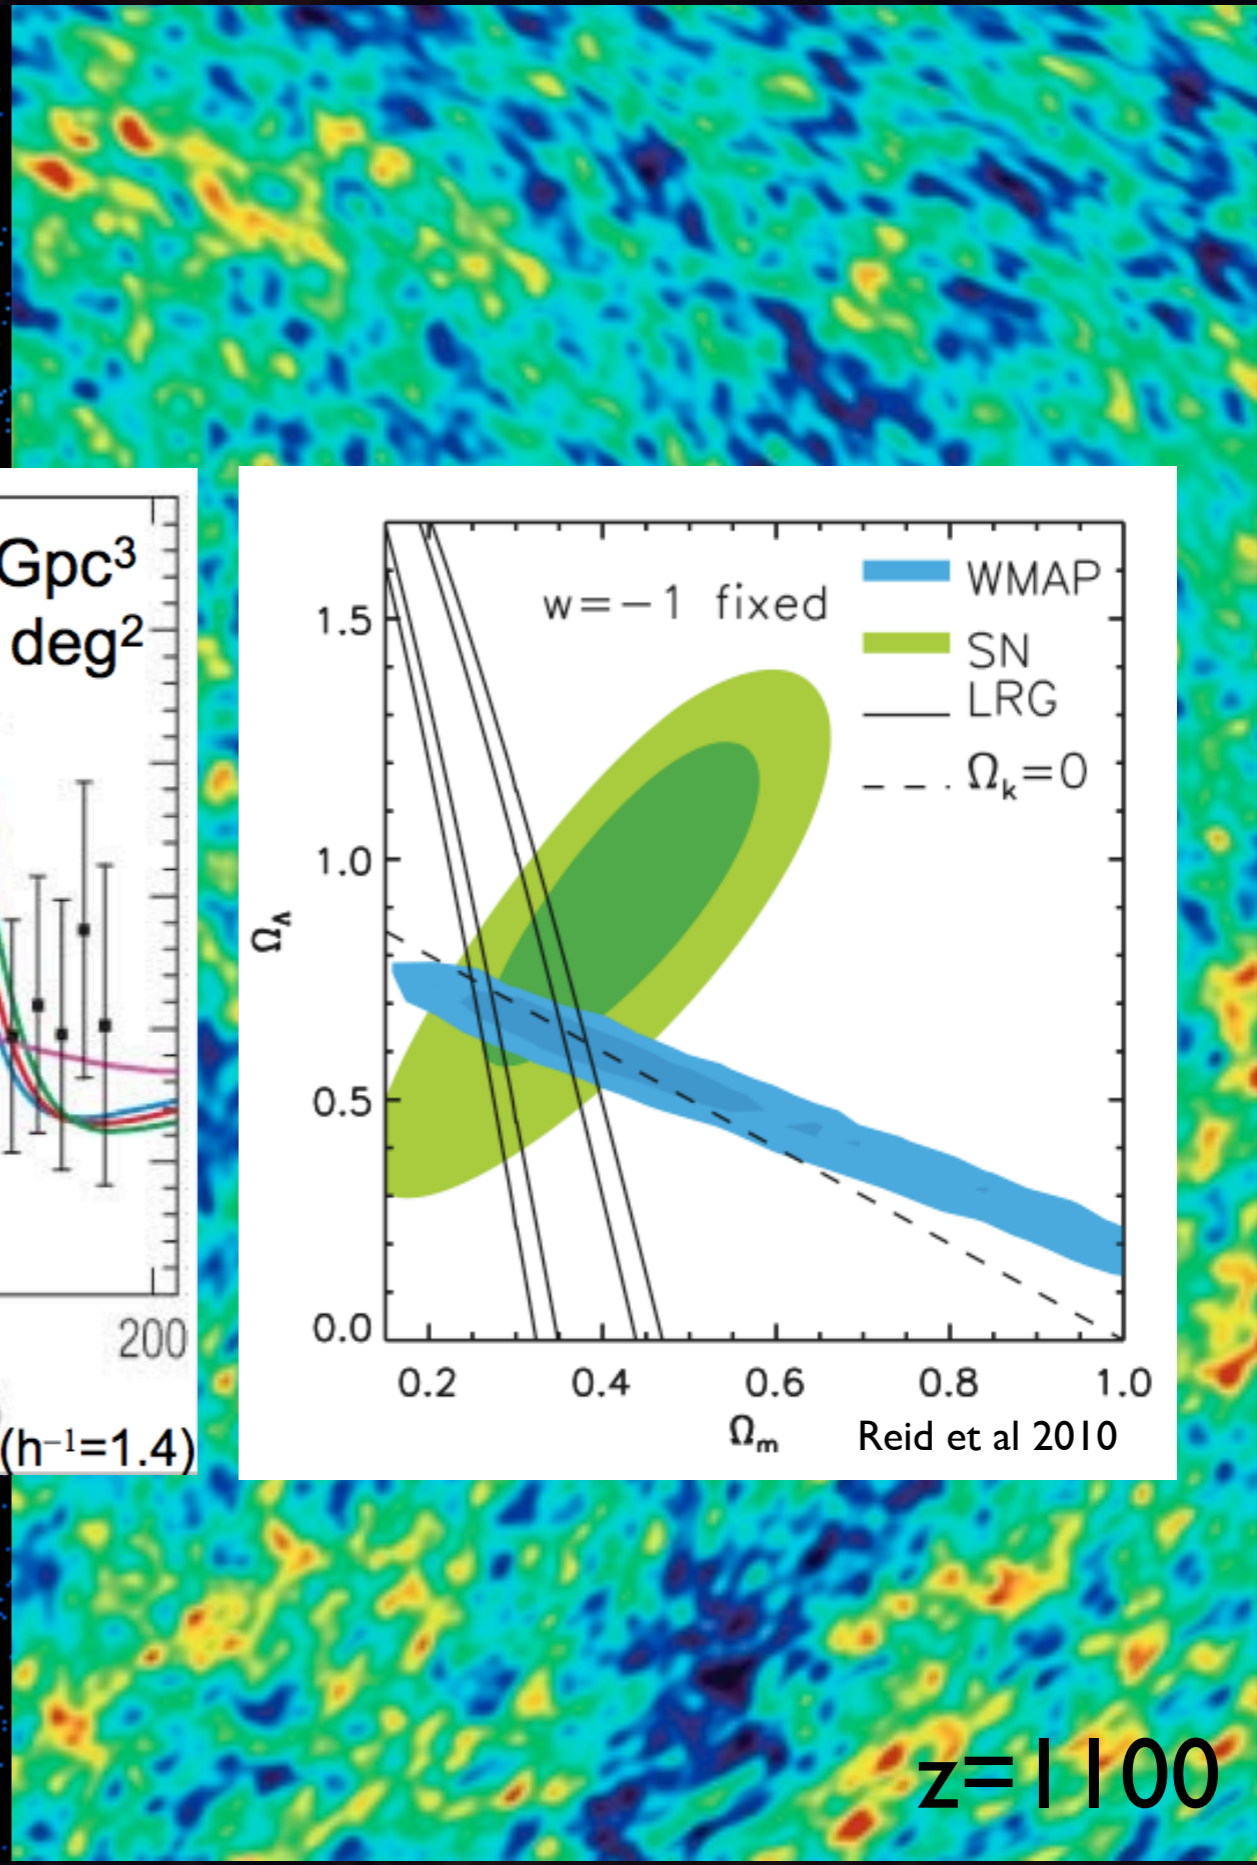 Gpc³
deg²
200
(h⁻¹=1.4)
w=−1 fixed
WMAP
SN
LRG
Ωₖ=0
1.5
1.0
0.5
0.0
Ω_Λ
0.2 0.4 0.6 0.8 1.0
Ωₘ
Reid et al 2010
z=1100